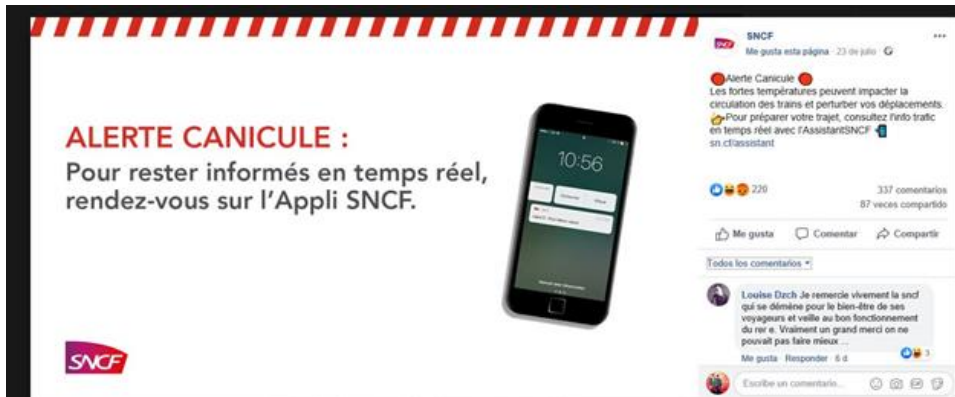 ALERTE CANICULE :
Pour rester informés en temps réel,
rendez-vous sur l'Appli SNCF.
10:56
SNCF
SNCF
Me gusta esta página · 23 de julio ·
Alerte Canicule
Les fortes températures peuvent impacter la
circulation des trains et perturber vos déplacements.
Pour préparer votre trajet, consultez l'info trafic
en temps réel avec l'AssistantSNCF
sn.cf/assistant
220
337 comentarios
87 veces compartido
Me gusta Comentar Compartir
Todos los comentarios
Louise Dzch Je remercie vivement la sncf
qui se démène pour le bien-être de ses
voyageurs et veille au bon fonctionnement
du rer e. Vraiment un grand merci on ne
pouvait pas faire mieux ...
3
Me gusta · Responder · 6 d
Escribe un comentario...